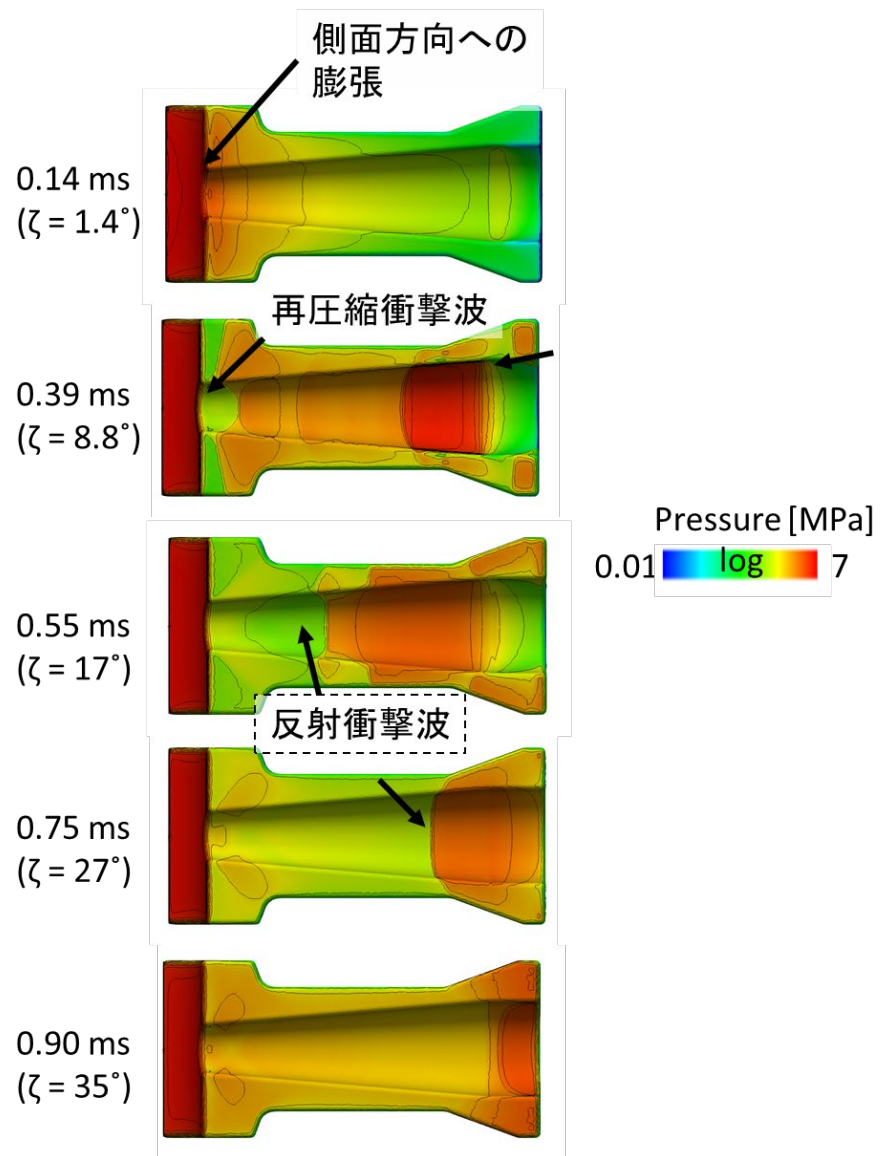 側面方向への
膨張
0.14 ms
(ζ = 1.4˚)
再圧縮衝撃波
0.39 ms
(ζ = 8.8˚)
Pressure [MPa]
0.01 log 7
0.55 ms
(ζ = 17˚)
反射衝撃波
0.75 ms
(ζ = 27˚)
0.90 ms
(ζ = 35˚)